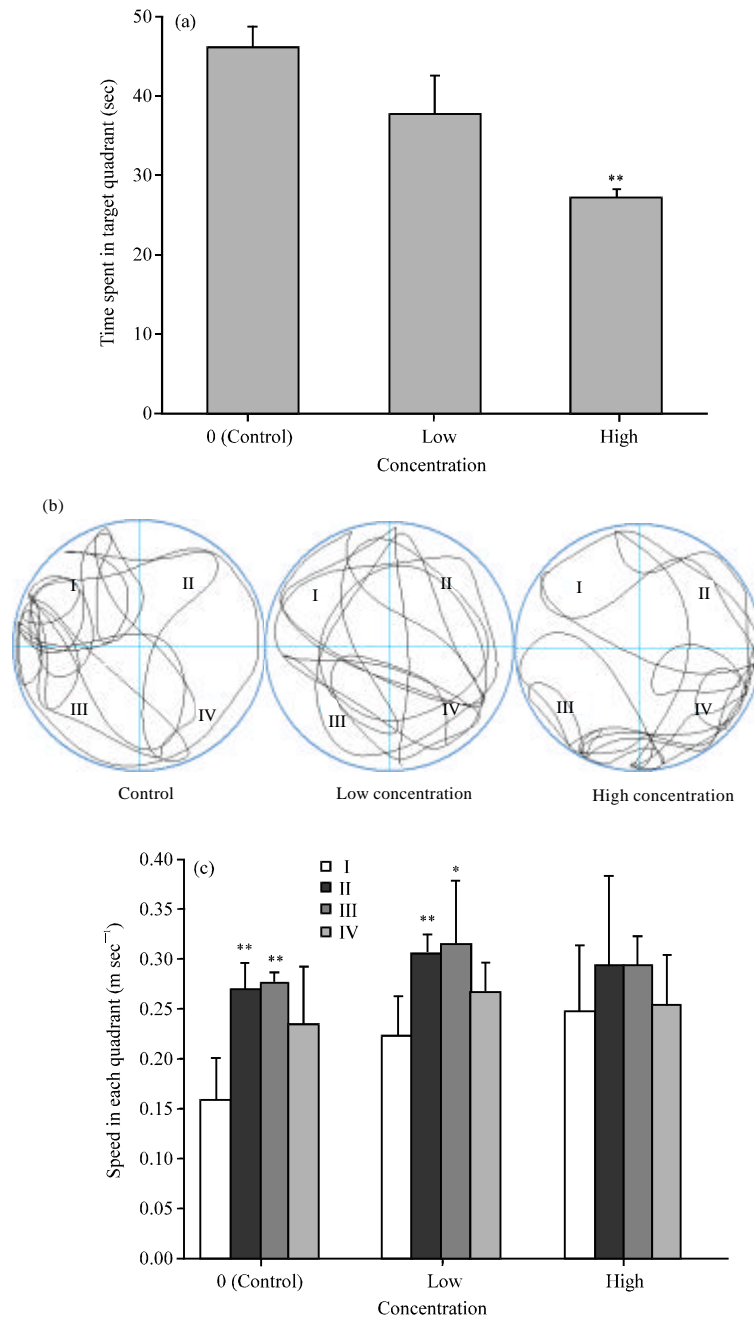 (a)
Time spent in target quadrant (sec)
50
40
30
20
10
0
**
0 (Control)
Low
High
Concentration
(b)
I
II
III
IV
I
II
III
IV
I
II
III
IV
Control
Low concentration
High concentration
(c)
Speed in each quadrant (m sec⁻¹)
0.40
0.35
0.30
0.25
0.20
0.15
0.10
0.05
0.00
I
II
III
IV
**
**
**
*
0 (Control)
Low
High
Concentration